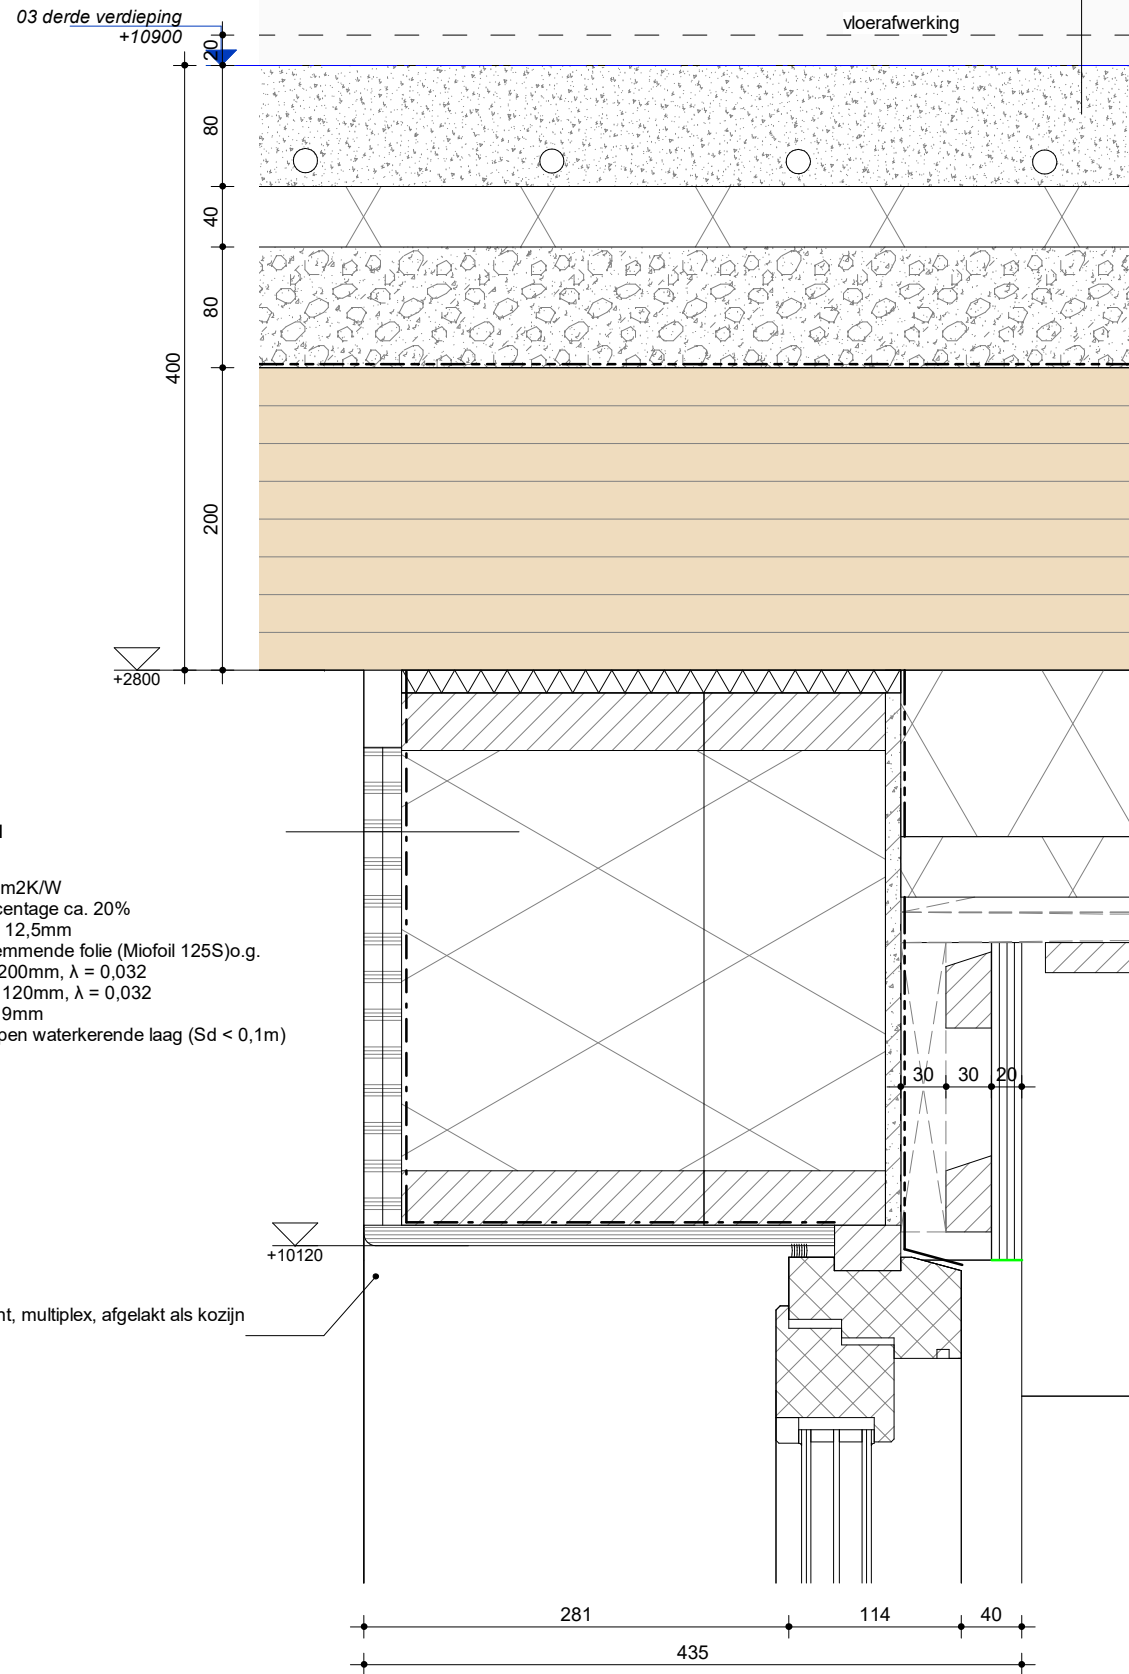 03 derde verdieping
+10900
vloerafwerking
20
80
40
80
400
200
+2800
m2K/W
centage ca. 20%
12,5mm
emmende folie (Miofoil 125S)o.g.
200mm, λ = 0,032
120mm, λ = 0,032
9mm
pen waterkerende laag (Sd < 0,1m)
30 30 20
+10120
nt, multiplex, afgelakt als kozijn
281 114 40
435